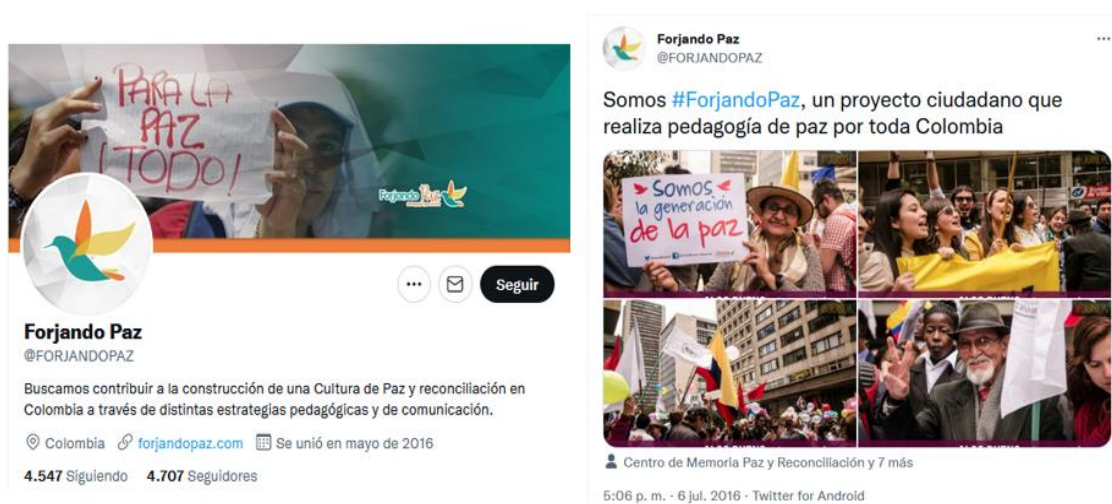 PARA LA
PAZ
¡TODO!
Forjando Paz
Seguir
Forjando Paz
@FORJANDOPAZ
Buscamos contribuir a la construcción de una Cultura de Paz y reconciliación en
Colombia a través de distintas estrategias pedagógicas y de comunicación.
Colombia forjandopaz.com Se unió en mayo de 2016
4.547 Siguiendo 4.707 Seguidores
Forjando Paz
@FORJANDOPAZ
Somos #ForjandoPaz, un proyecto ciudadano que
realiza pedagogía de paz por toda Colombia
Somos
la generación
de la paz
Centro de Memoria Paz y Reconciliación y 7 más
5:06 p. m. · 6 jul. 2016 · Twitter for Android